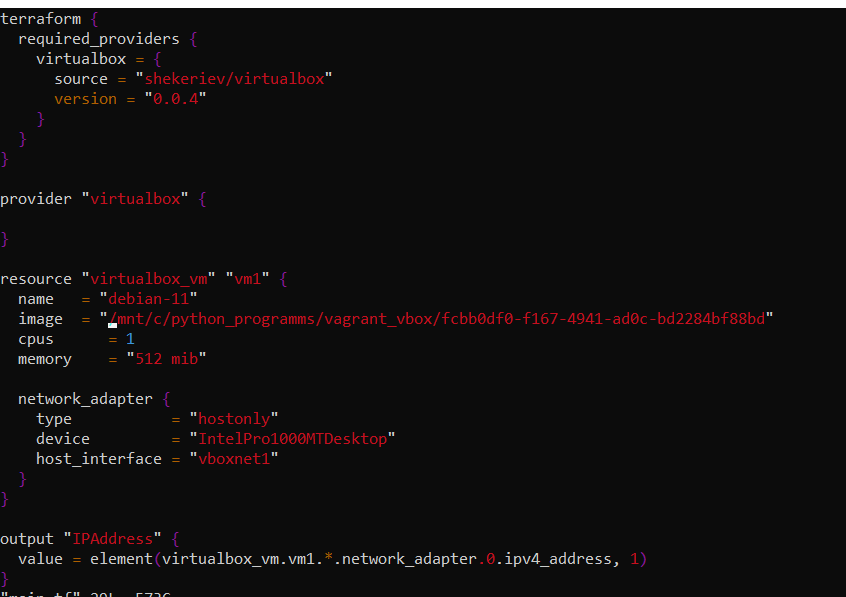 terraform {
  required_providers {
    virtualbox = {
      source = "shekeriev/virtualbox"
      version = "0.0.4"
    }
  }
}

provider "virtualbox" {

}

resource "virtualbox_vm" "vm1" {
  name   = "debian-11"
  image  = "/mnt/c/python_programms/vagrant_vbox/fcbb0df0-f167-4941-ad0c-bd2284bf88bd"
  cpus      = 1
  memory    = "512 mib"

  network_adapter {
    type           = "hostonly"
    device         = "IntelPro1000MTDesktop"
    host_interface = "vboxnet1"
  }
}

output "IPAddress" {
  value = element(virtualbox_vm.vm1.*.network_adapter.0.ipv4_address, 1)
}
"main.tf"